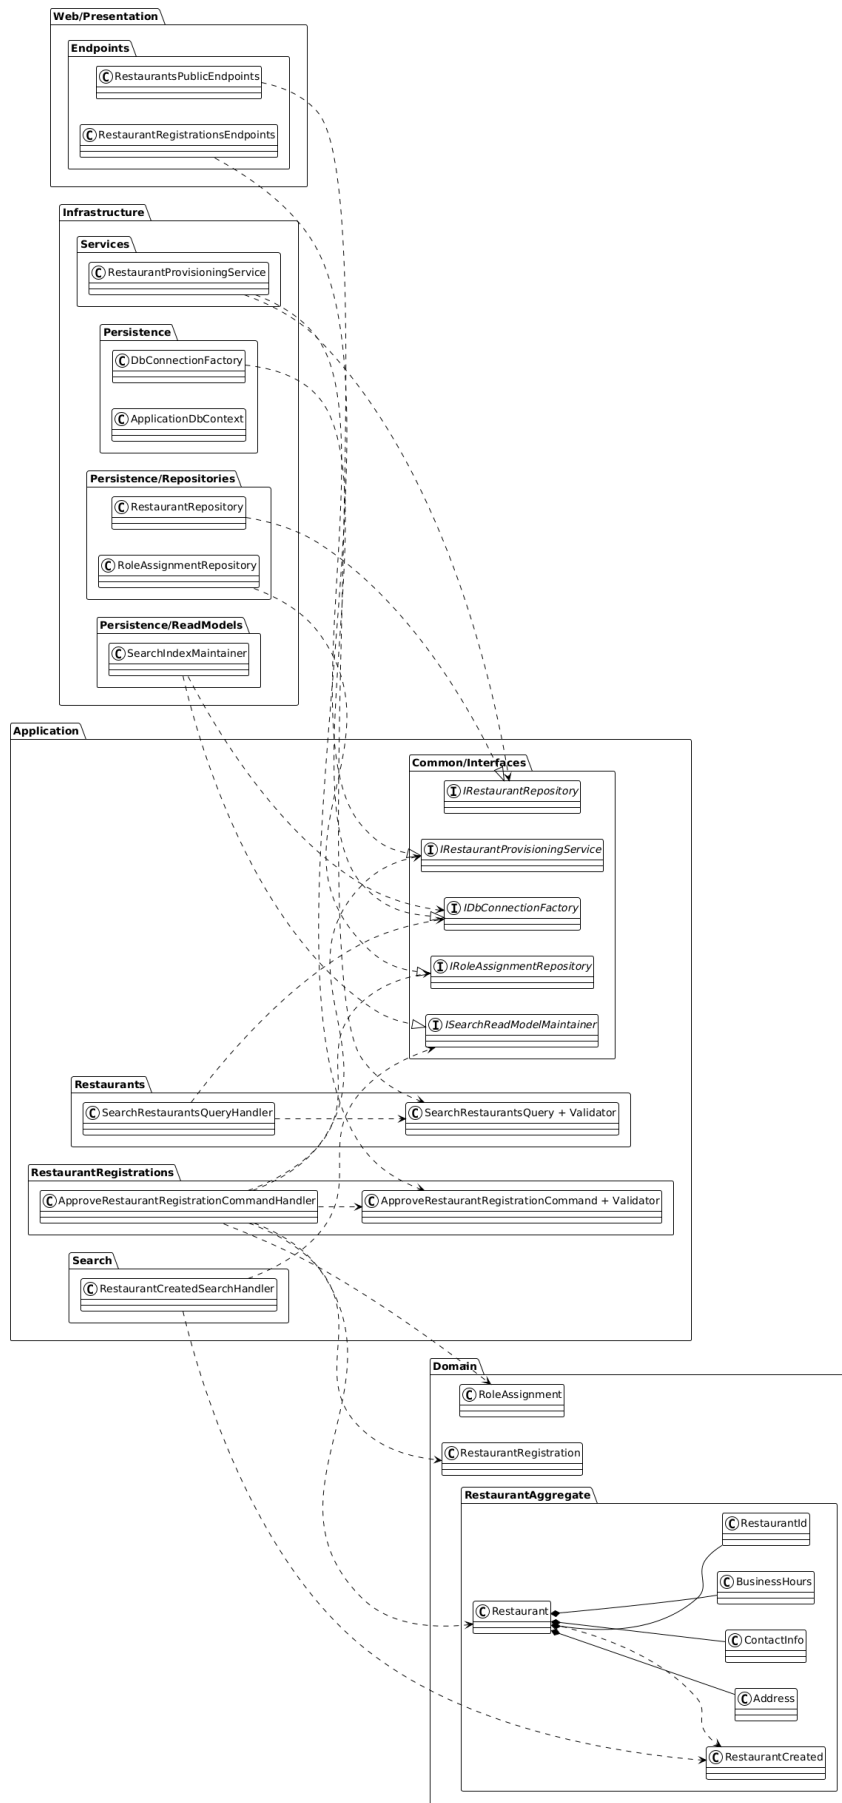 Web/Presentation
Endpoints
C RestaurantsPublicEndpoints
C RestaurantRegistrationsEndpoints
Infrastructure
Services
C RestaurantProvisioningService
Persistence
C DbConnectionFactory
C ApplicationDbContext
Persistence/Repositories
C RestaurantRepository
C RoleAssignmentRepository
Persistence/ReadModels
C SearchIndexMaintainer
Application
Common/Interfaces
I IRestaurantRepository
I IRestaurantProvisioningService
I IDbConnectionFactory
I IRoleAssignmentRepository
I ISearchReadModelMaintainer
Restaurants
C SearchRestaurantsQueryHandler
C SearchRestaurantsQuery + Validator
RestaurantRegistrations
C ApproveRestaurantRegistrationCommandHandler
C ApproveRestaurantRegistrationCommand + Validator
Search
C RestaurantCreatedSearchHandler
Domain
C RoleAssignment
C RestaurantRegistration
RestaurantAggregate
C RestaurantId
C BusinessHours
C Restaurant
C ContactInfo
C Address
C RestaurantCreated